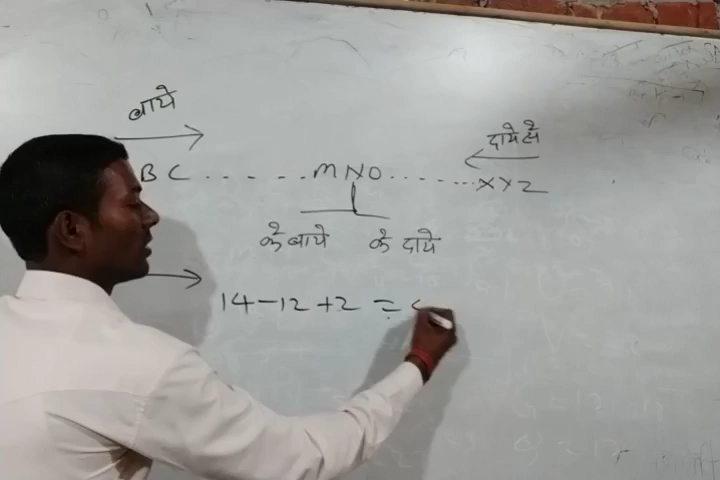 बाये
दाये से
BC.......MNO.........XYZ
के बाये के दाये
14-12+2 =